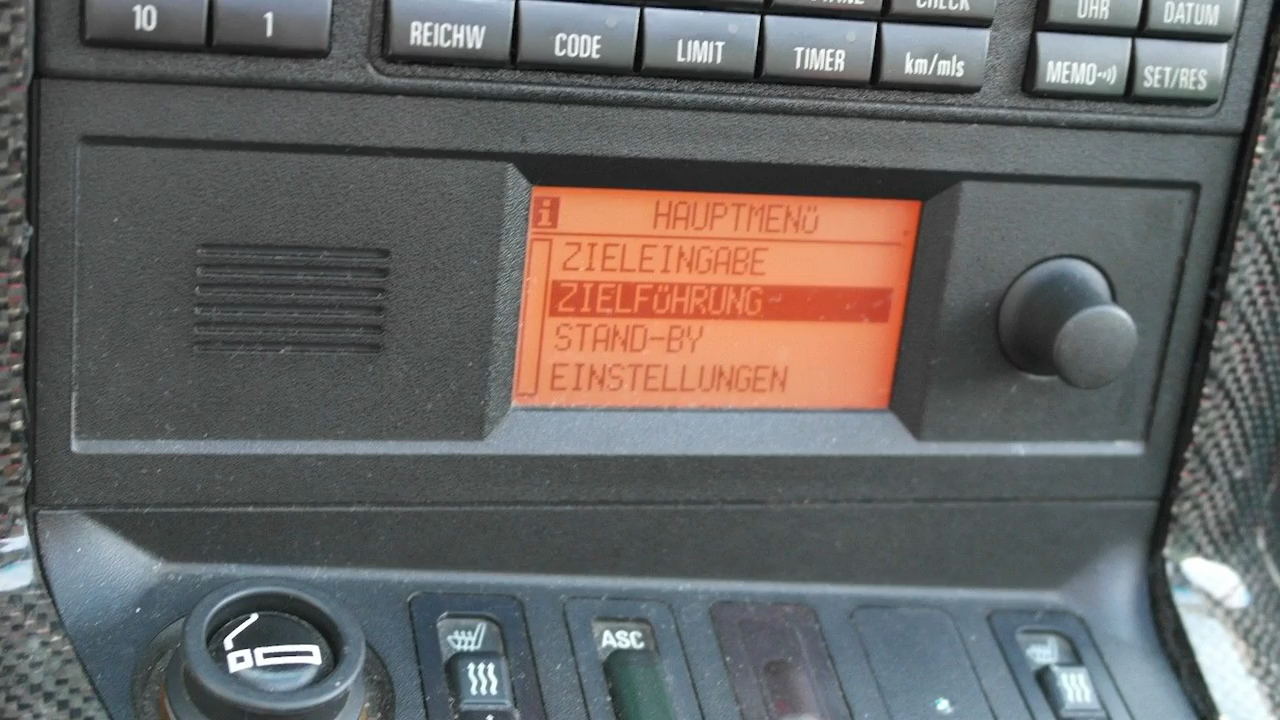 CHECK
10
1
REICHW
CODE
LIMIT
TIMER
km/mls
UHR
DATUM
MEMO
SET/RES
i HAUPTMENÜ
ZIELEINGABE
ZIELFÜHRUNG
STAND-BY
EINSTELLUNGEN
ASC